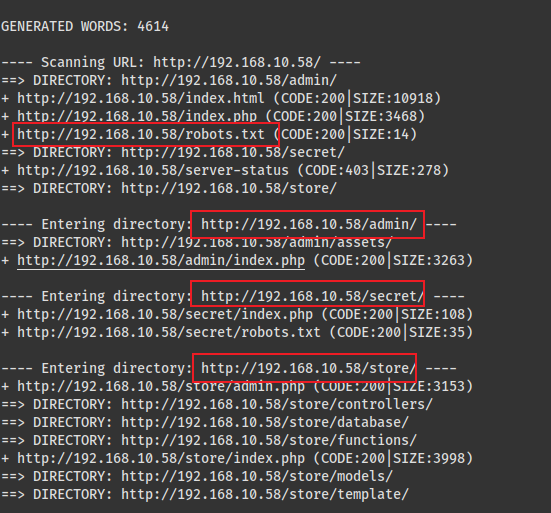 GENERATED WORDS: 4614
---- Scanning URL: http://192.168.10.58/ ----
==> DIRECTORY: http://192.168.10.58/admin/
+ http://192.168.10.58/index.html (CODE:200|SIZE:10918)
+ http://192.168.10.58/index.php (CODE:200|SIZE:3468)
+ http://192.168.10.58/robots.txt (CODE:200|SIZE:14)
==> DIRECTORY: http://192.168.10.58/secret/
+ http://192.168.10.58/server-status (CODE:403|SIZE:278)
==> DIRECTORY: http://192.168.10.58/store/
---- Entering directory: http://192.168.10.58/admin/ ----
==> DIRECTORY: http://192.168.10.58/admin/assets/
+ http://192.168.10.58/admin/index.php (CODE:200|SIZE:3263)
---- Entering directory: http://192.168.10.58/secret/ ----
+ http://192.168.10.58/secret/index.php (CODE:200|SIZE:108)
+ http://192.168.10.58/secret/robots.txt (CODE:200|SIZE:35)
---- Entering directory: http://192.168.10.58/store/ ----
+ http://192.168.10.58/store/admin.php (CODE:200|SIZE:3153)
==> DIRECTORY: http://192.168.10.58/store/controllers/
==> DIRECTORY: http://192.168.10.58/store/database/
==> DIRECTORY: http://192.168.10.58/store/functions/
+ http://192.168.10.58/store/index.php (CODE:200|SIZE:3998)
==> DIRECTORY: http://192.168.10.58/store/models/
==> DIRECTORY: http://192.168.10.58/store/template/